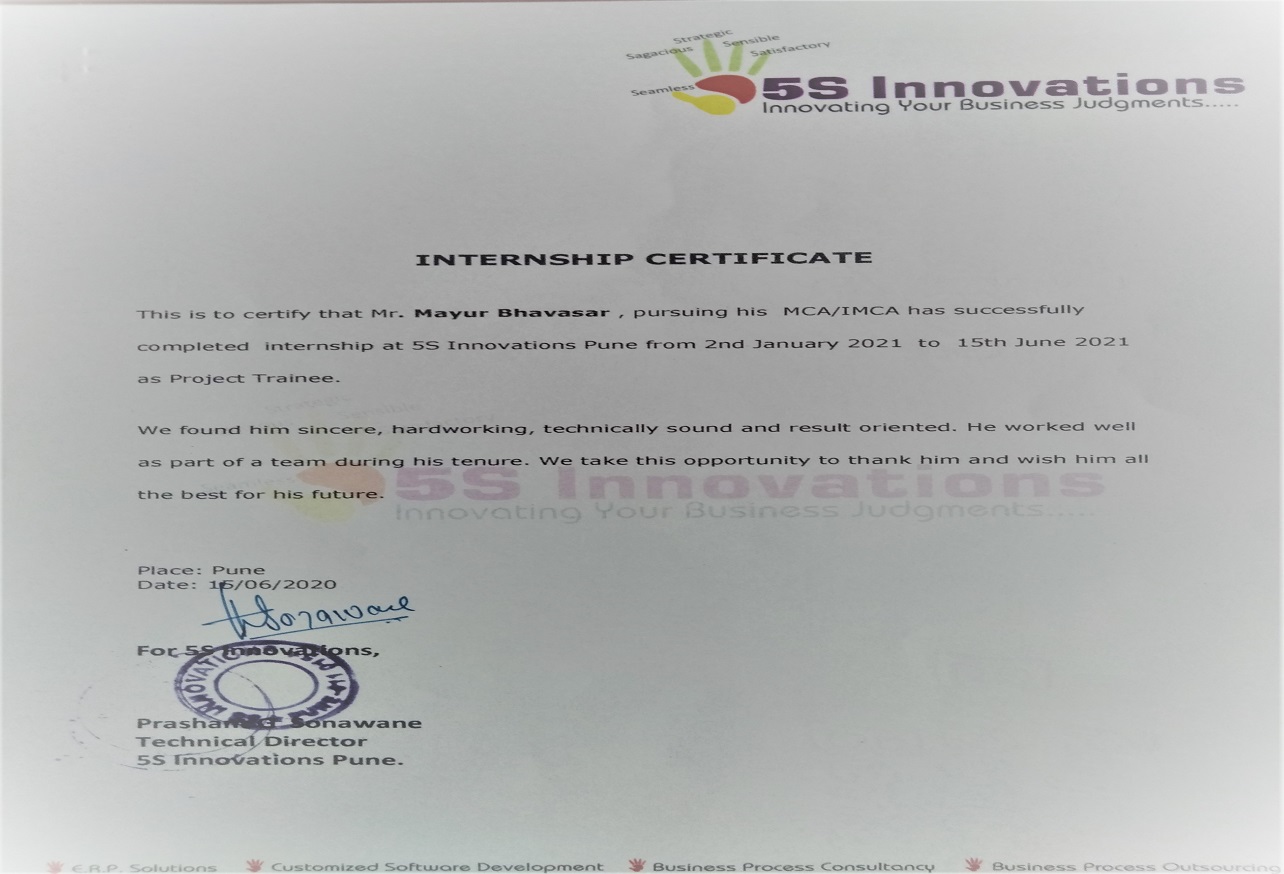 Strategic
Sagacious Sensible
Satisfactory
Seamless
5S Innovations
Innovating Your Business Judgments.....
INTERNSHIP CERTIFICATE
This is to certify that Mr. Mayur Bhavasar , pursuing his MCA/IMCA has successfully
completed internship at 5S Innovations Pune from 2nd January 2021 to 15th June 2021
as Project Trainee.
We found him sincere, hardworking, technically sound and result oriented. He worked well
as part of a team during his tenure. We take this opportunity to thank him and wish him all
the best for his future.
5S Innovations
Innovating Your Business Judgments.....
Place: Pune
Date: 15/06/2020
For 5S Innovations,
Sonawane
Technical Director
5S Innovations Pune.
E.R.P. Solutions Customized Software Development Business Process Consultancy Business Process Outsourcing